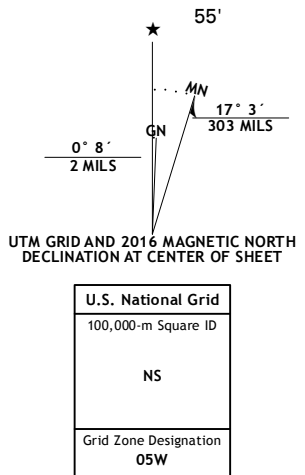 ★ 55'
MN
GN
17° 3´
303 MILS
0° 8´
2 MILS
UTM GRID AND 2016 MAGNETIC NORTH
DECLINATION AT CENTER OF SHEET
U.S. National Grid
100,000-m Square ID
NS
Grid Zone Designation
05W